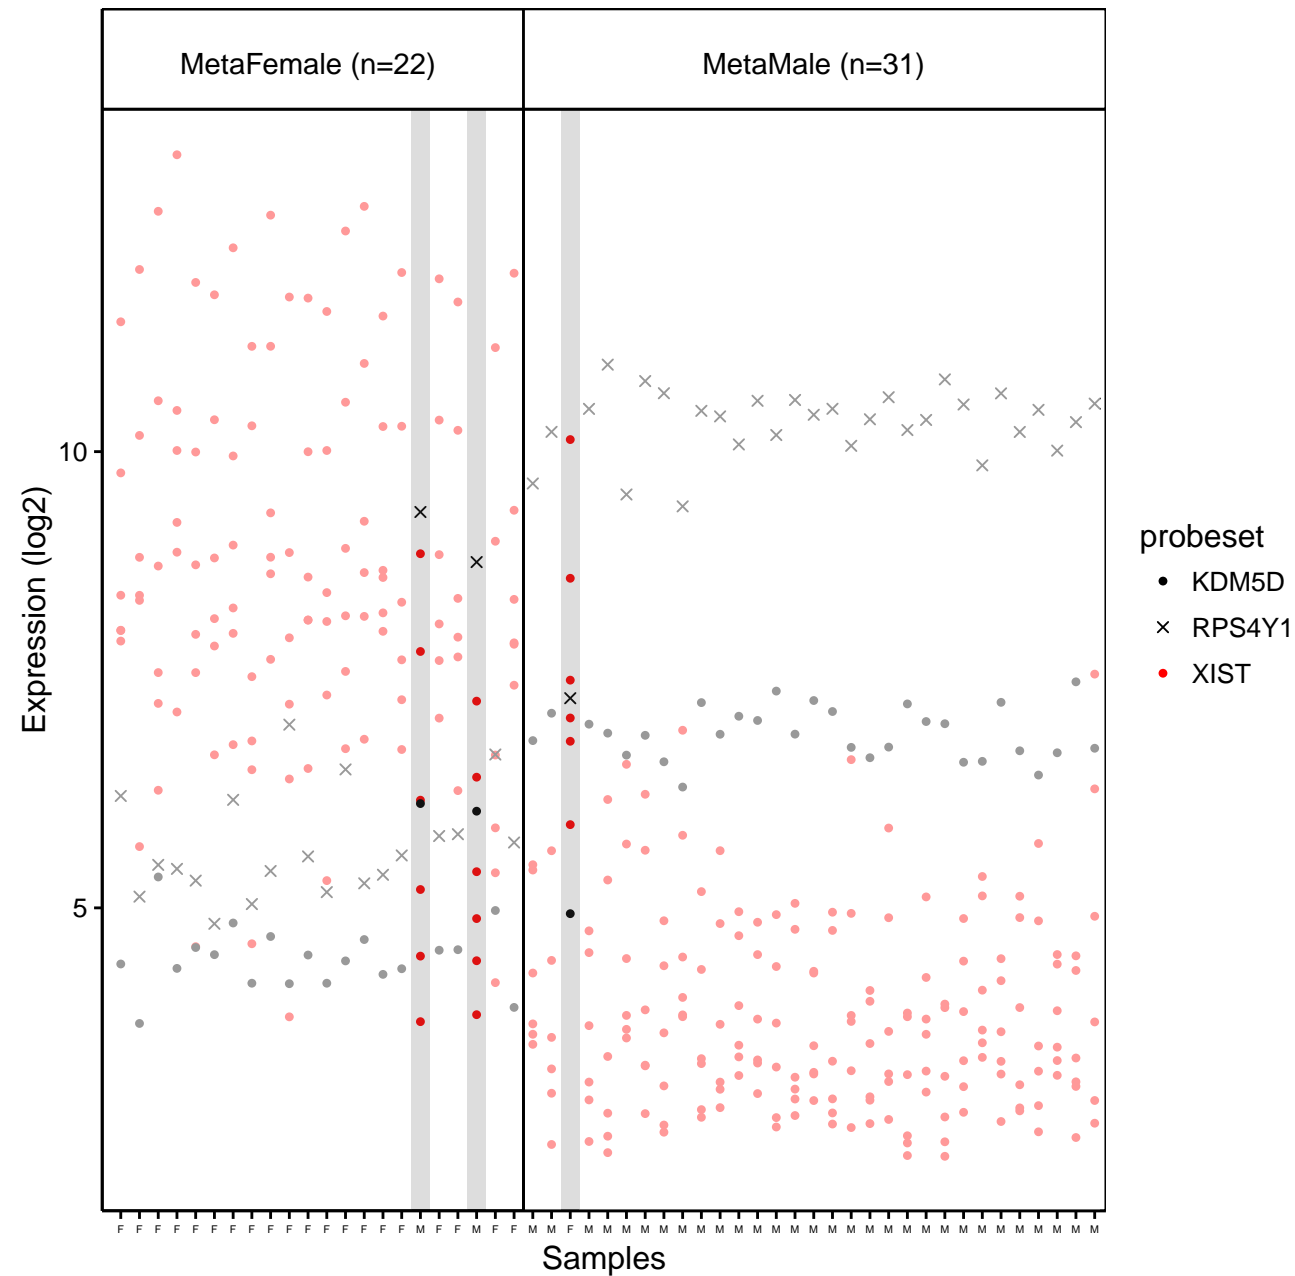 MetaFemale (n=22)
MetaMale (n=31)
Expression (log2)
10
5
probeset
KDM5D
RPS4Y1
XIST
F F F F F F F F F F F F F F F F M F F M F F M M F M M M M M M M M M M M M M M M M M M M M M M M M M M M M
Samples